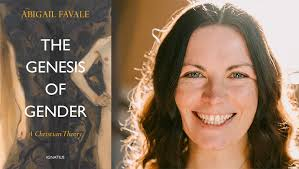 ABIGAIL FAVALE
THE
GENESIS
OF
GENDER
A Christian Theory
IGNATIUS